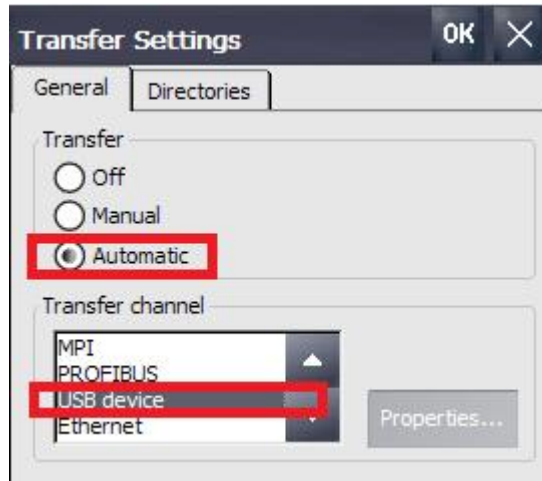 Transfer Settings OK
General Directories
Transfer
Off
Manual
Automatic
Transfer channel
MPI
PROFIBUS
USB device
Ethernet
Properties...